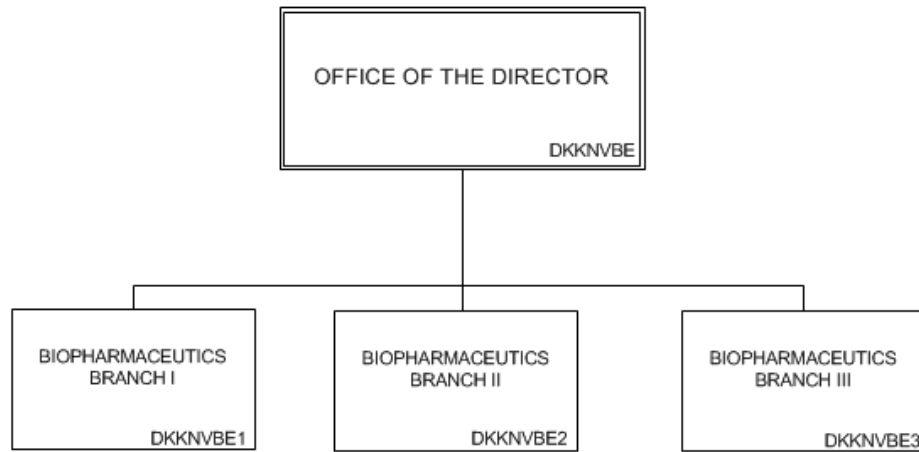 OFFICE OF THE DIRECTOR
DKKNVBE
BIOPHARMACEUTICS
BRANCH I
DKKNVBE1
BIOPHARMACEUTICS
BRANCH II
DKKNVBE2
BIOPHARMACEUTICS
BRANCH III
DKKNVBE3